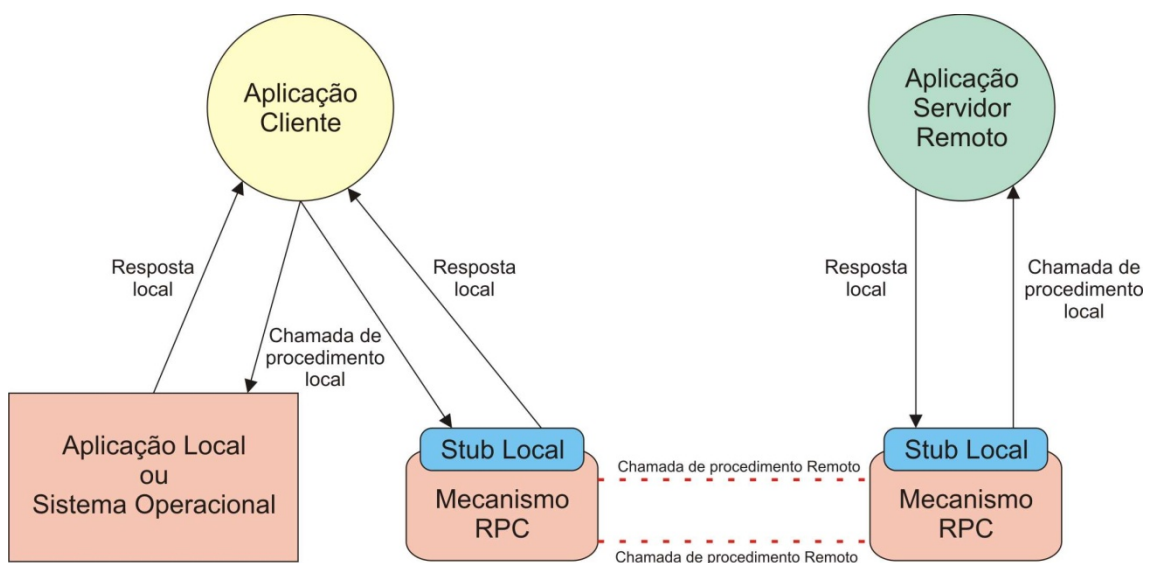 Aplicação
Cliente
Aplicação
Servidor
Remoto
Resposta
local
Chamada de
procedimento
local
Resposta
local
Resposta
local
Chamada de
procedimento
local
Aplicação Local
ou
Sistema Operacional
Stub Local
Mecanismo
RPC
Chamada de procedimento Remoto
Chamada de procedimento Remoto
Stub Local
Mecanismo
RPC